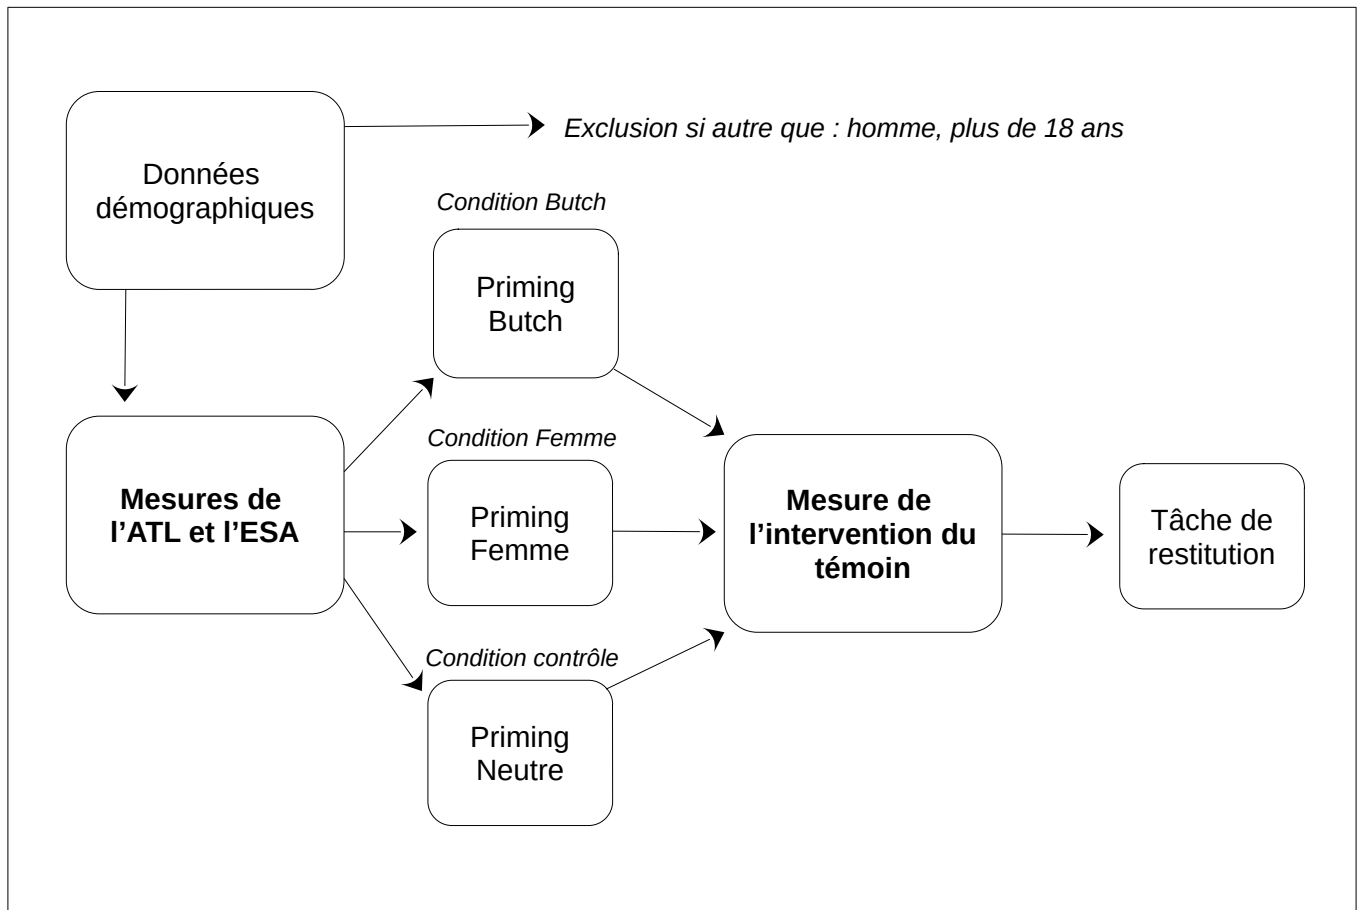 Exclusion si autre que : homme, plus de 18 ans
Données
démographiques
Condition Butch
Priming
Butch
Condition Femme
Mesures de
l’ATL et l’ESA
Priming
Femme
Mesure de
l’intervention du
témoin
Tâche de
restitution
Condition contrôle
Priming
Neutre